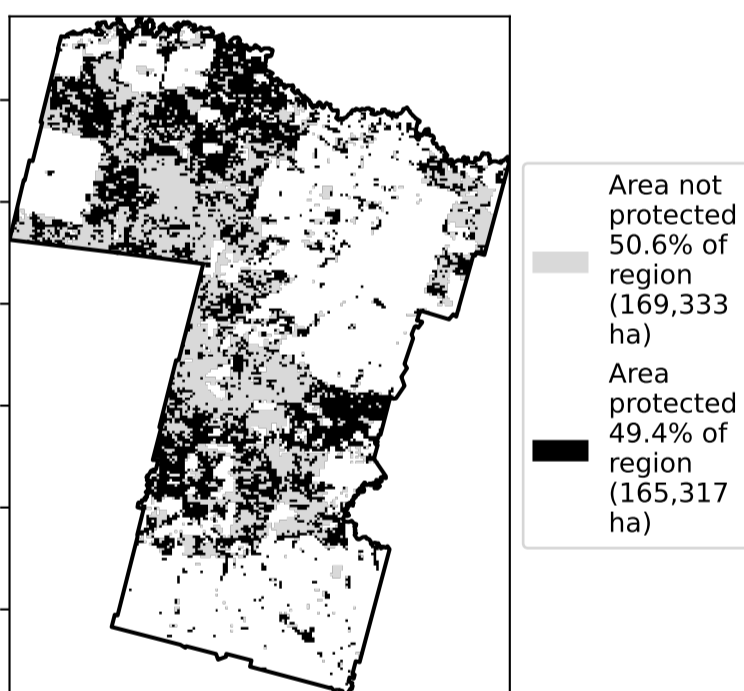 Area not
protected
50.6% of
region
(169,333
ha)
Area
protected
49.4% of
region
(165,317
ha)